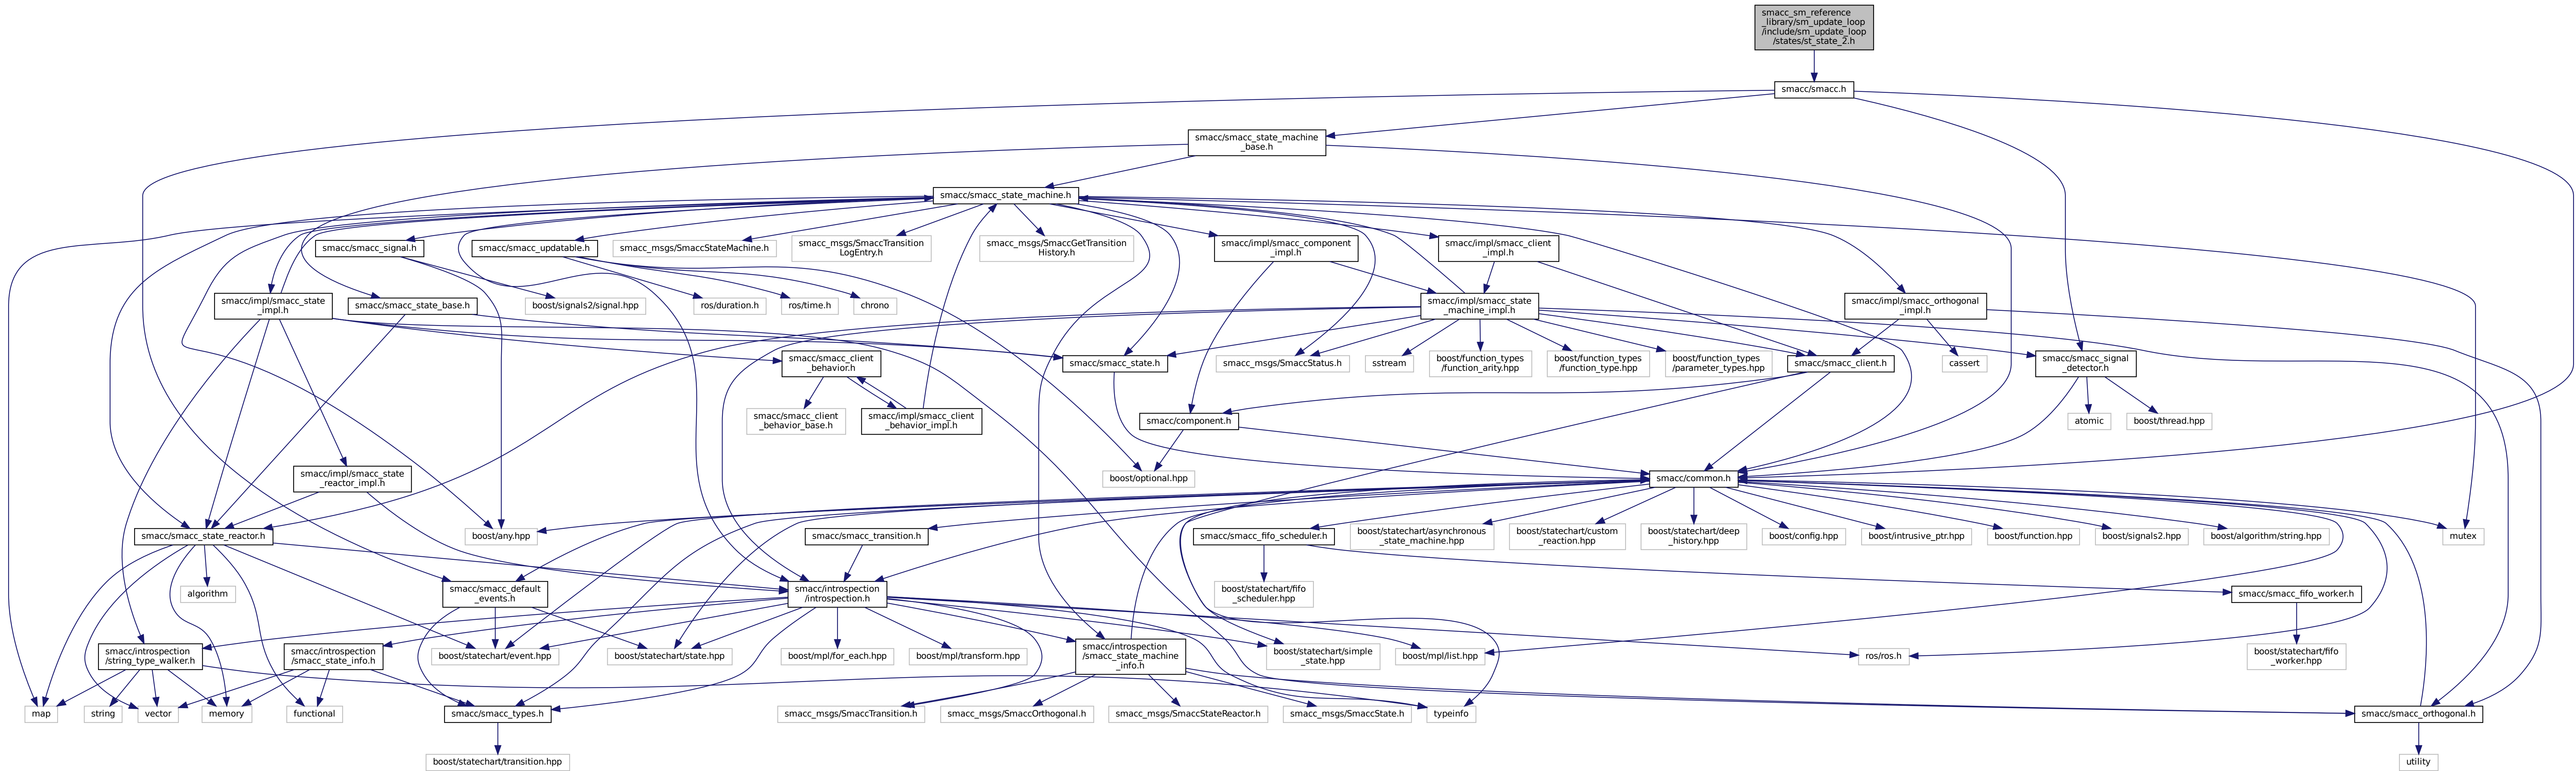 smacc_sm_reference
_library/sm_update_loop
/include/sm_update_loop
/states/st_state_2.h
smacc/smacc.h
smacc/smacc_state_machine
_base.h
smacc/smacc_state_machine.h
smacc/smacc_signal.h
smacc/smacc_updatable.h
smacc_msgs/SmaccStateMachine.h
smacc_msgs/SmaccTransition
LogEntry.h
smacc_msgs/SmaccGetTransition
History.h
smacc/impl/smacc_component
_impl.h
smacc/impl/smacc_client
_impl.h
smacc/impl/smacc_state
_impl.h
smacc/smacc_state_base.h
boost/signals2/signal.hpp
ros/duration.h
ros/time.h
chrono
smacc/impl/smacc_state
_machine_impl.h
smacc/impl/smacc_orthogonal
_impl.h
smacc/smacc_client
_behavior.h
smacc/smacc_state.h
smacc_msgs/SmaccStatus.h
sstream
boost/function_types
/function_arity.hpp
boost/function_types
/function_type.hpp
boost/function_types
/parameter_types.hpp
smacc/smacc_client.h
cassert
smacc/smacc_signal
_detector.h
smacc/smacc_client
_behavior_base.h
smacc/impl/smacc_client
_behavior_impl.h
smacc/component.h
atomic
boost/thread.hpp
smacc/impl/smacc_state
_reactor_impl.h
boost/optional.hpp
smacc/common.h
smacc/smacc_state_reactor.h
boost/any.hpp
smacc/smacc_transition.h
smacc/smacc_fifo_scheduler.h
boost/statechart/asynchronous
_state_machine.hpp
boost/statechart/custom
_reaction.hpp
boost/statechart/deep
_history.hpp
boost/config.hpp
boost/intrusive_ptr.hpp
boost/function.hpp
boost/signals2.hpp
boost/algorithm/string.hpp
mutex
algorithm
smacc/smacc_default
_events.h
smacc/introspection
/introspection.h
boost/statechart/fifo
_scheduler.hpp
smacc/smacc_fifo_worker.h
smacc/introspection
/string_type_walker.h
smacc/introspection
/smacc_state_info.h
boost/statechart/event.hpp
boost/statechart/state.hpp
boost/mpl/for_each.hpp
boost/mpl/transform.hpp
smacc/introspection
/smacc_state_machine
_info.h
boost/statechart/simple
_state.hpp
boost/mpl/list.hpp
ros/ros.h
boost/statechart/fifo
_worker.hpp
map
string
vector
memory
functional
smacc/smacc_types.h
smacc_msgs/SmaccTransition.h
smacc_msgs/SmaccOrthogonal.h
smacc_msgs/SmaccStateReactor.h
smacc_msgs/SmaccState.h
typeinfo
smacc/smacc_orthogonal.h
boost/statechart/transition.hpp
utility